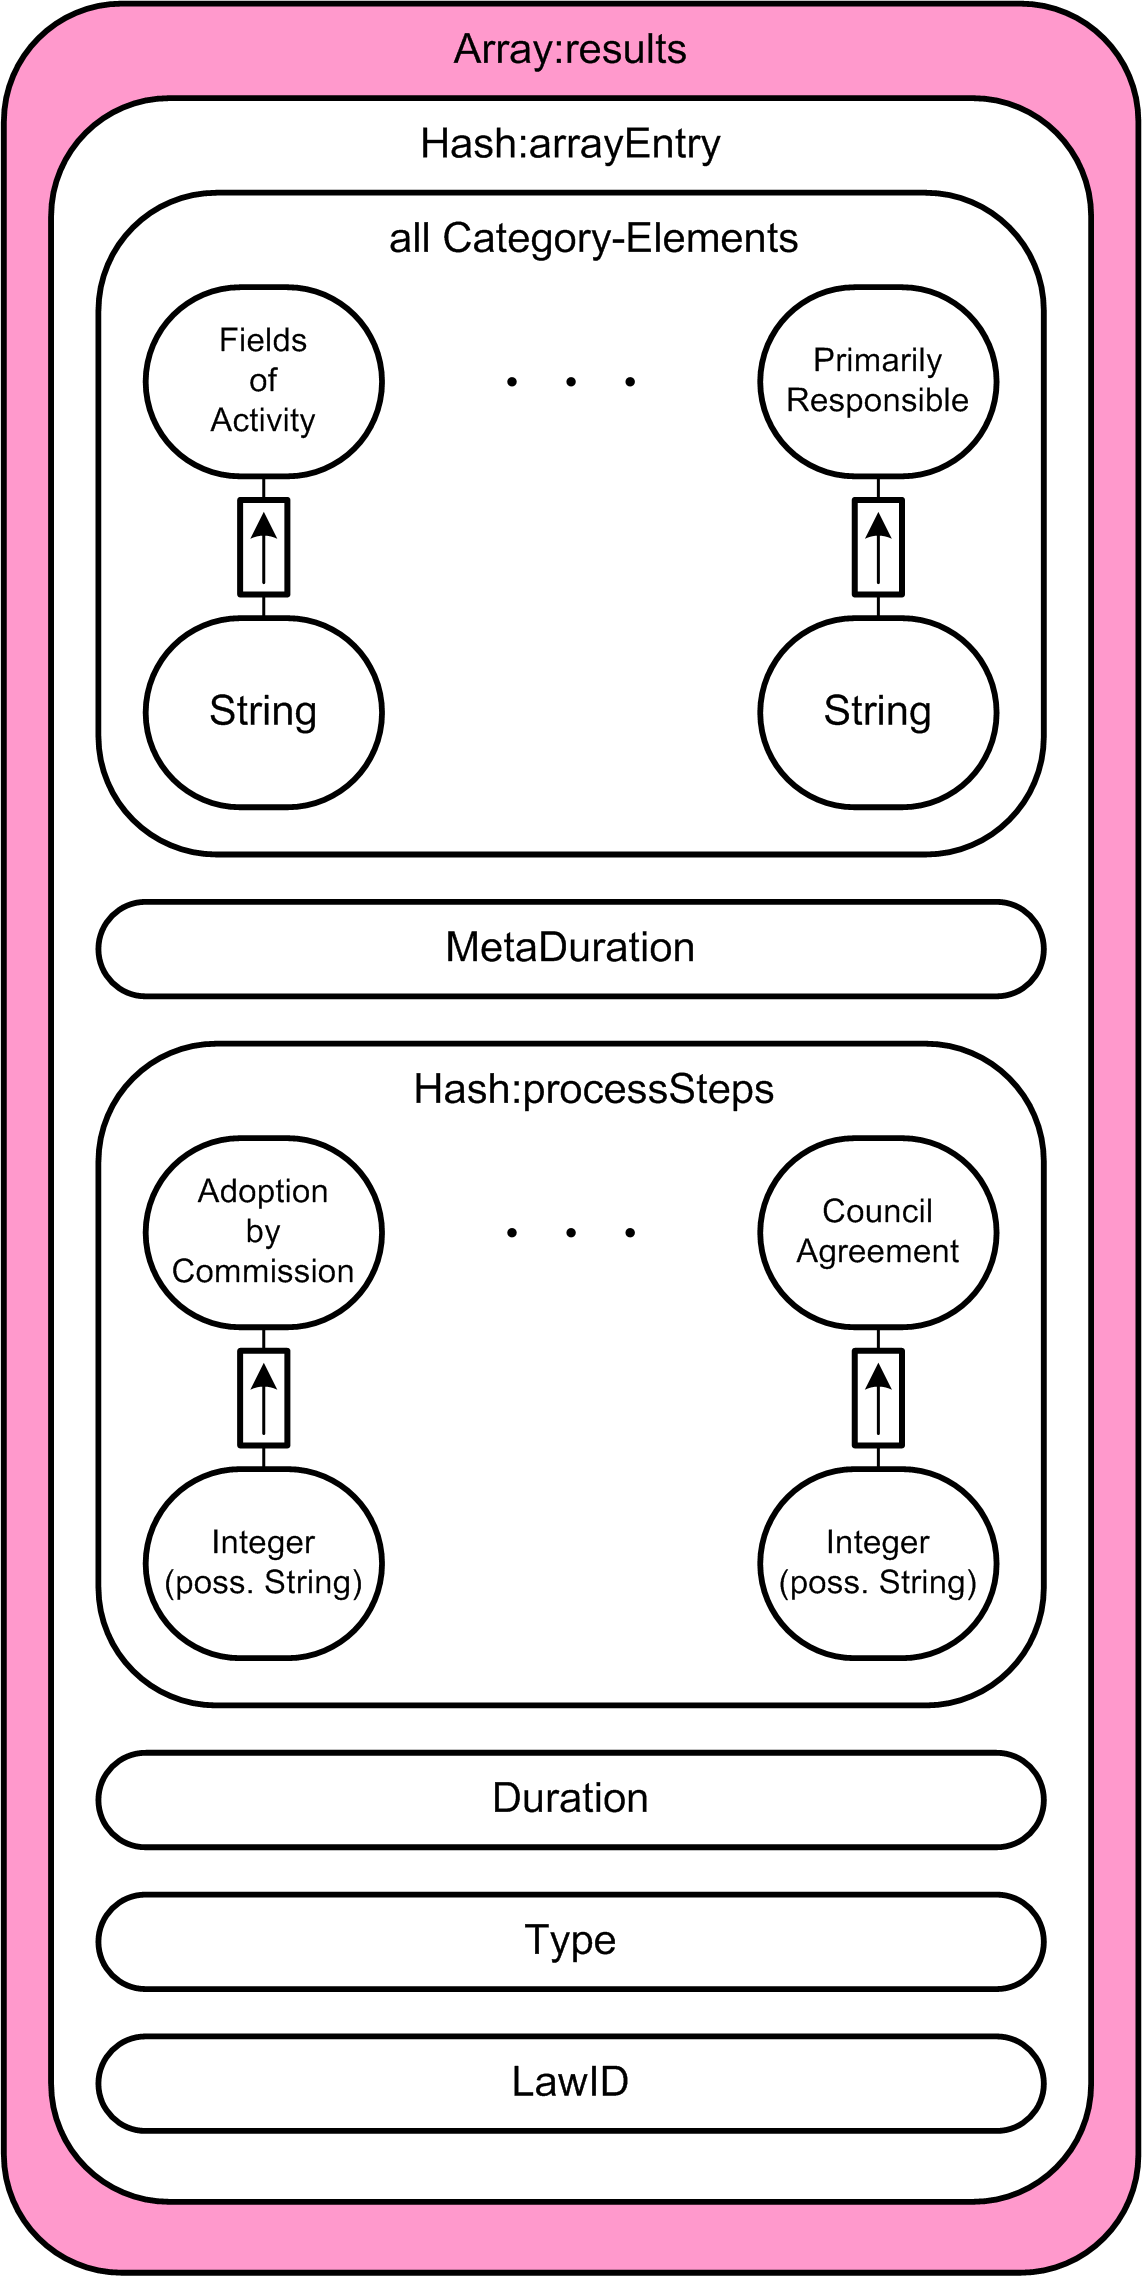 Array:results
Hash:arrayEntry
all Category-Elements
Fields
of
Activity
. . .
Primarily
Responsible
String
String
MetaDuration
Hash:processSteps
Adoption
by
Commission
. . .
Council
Agreement
Integer
(poss. String)
Integer
(poss. String)
Duration
Type
LawID